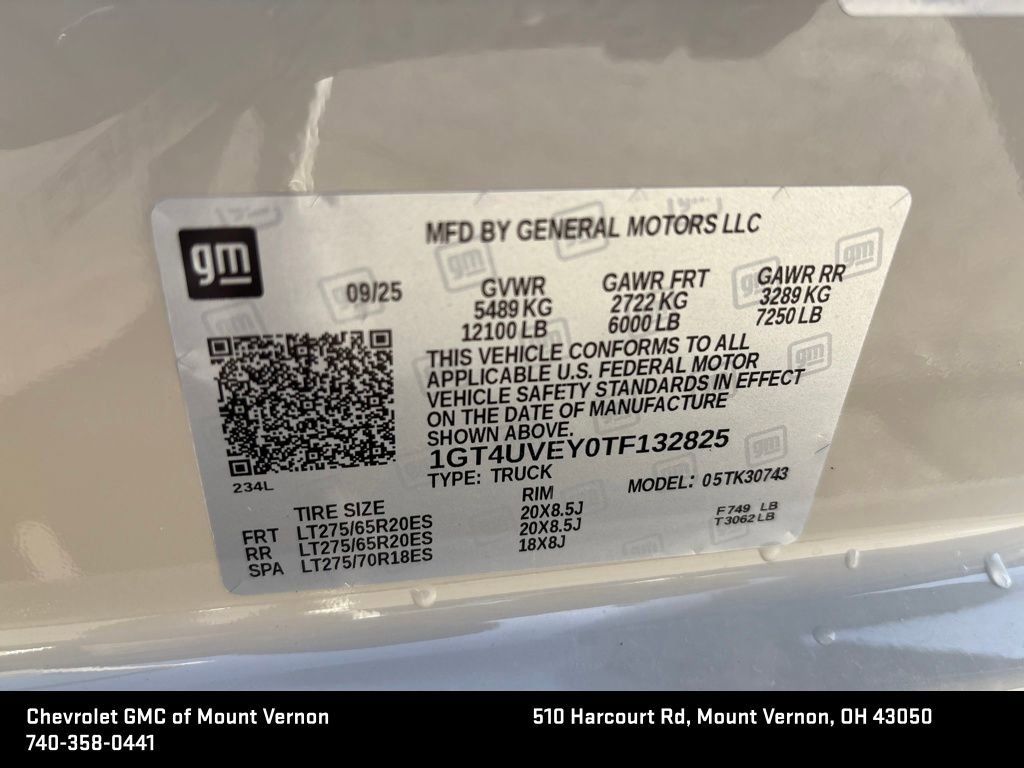 gm
MFD BY GENERAL MOTORS LLC
09/25
GVWR GAWR FRT GAWR RR
5489 KG 2722 KG 3289 KG
12100 LB 6000 LB 7250 LB
THIS VEHICLE CONFORMS TO ALL
APPLICABLE U.S. FEDERAL MOTOR
VEHICLE SAFETY STANDARDS IN EFFECT
ON THE DATE OF MANUFACTURE
SHOWN ABOVE.
1GT4UVEY0TF132825
TYPE: TRUCK MODEL: 05TK30743
234L
TIRE SIZE RIM
FRT LT275/65R20ES 20X8.5J F 749 LB
RR LT275/65R20ES 20X8.5J T 3062 LB
SPA LT275/70R18ES 18X8J
Chevrolet GMC of Mount Vernon 510 Harcourt Rd, Mount Vernon, OH 43050
740-358-0441